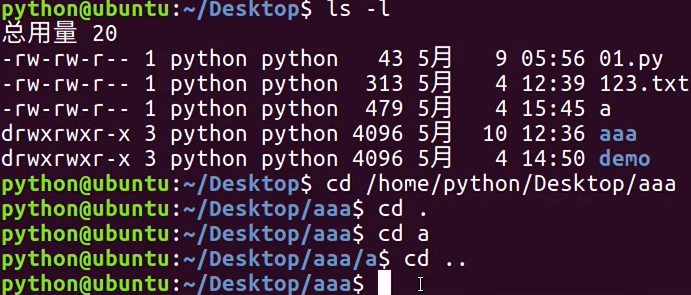 python@ubuntu:~/Desktop$ ls -l
总用量 20
-rw-rw-r-- 1 python python   43 5月   9 05:56 01.py
-rw-rw-r-- 1 python python  313 5月   4 12:39 123.txt
-rw-rw-r-- 1 python python  479 5月   4 15:45 a
drwxrwxr-x 3 python python 4096 5月  10 12:36 aaa
drwxrwxr-x 3 python python 4096 5月   4 14:50 demo
python@ubuntu:~/Desktop$ cd /home/python/Desktop/aaa
python@ubuntu:~/Desktop/aaa$ cd .
python@ubuntu:~/Desktop/aaa$ cd a
python@ubuntu:~/Desktop/aaa/a$ cd ..
python@ubuntu:~/Desktop/aaa$